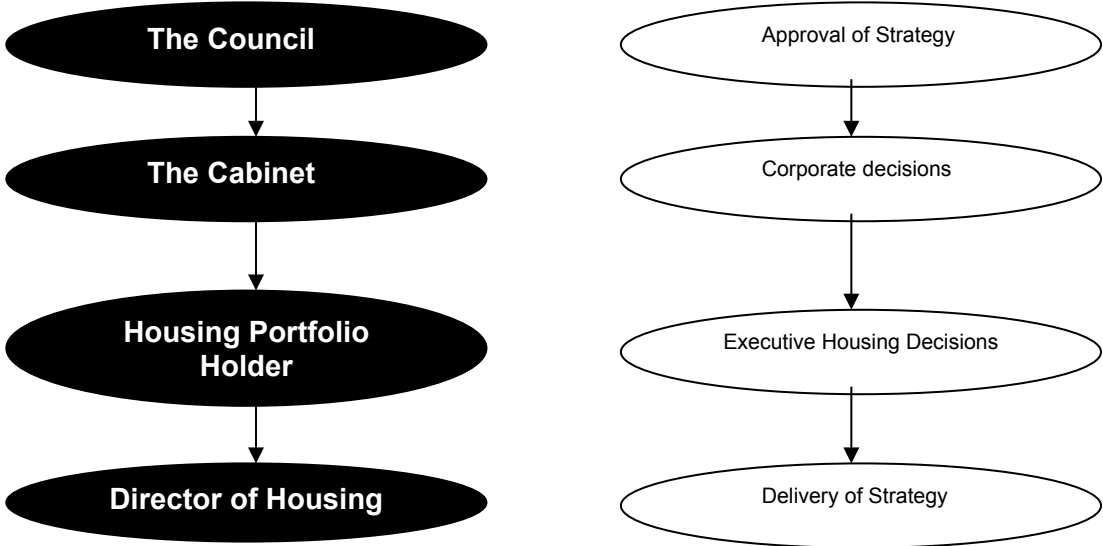 The Council
Approval of Strategy
The Cabinet
Corporate decisions
Housing Portfolio
Holder
Executive Housing Decisions
Director of Housing
Delivery of Strategy